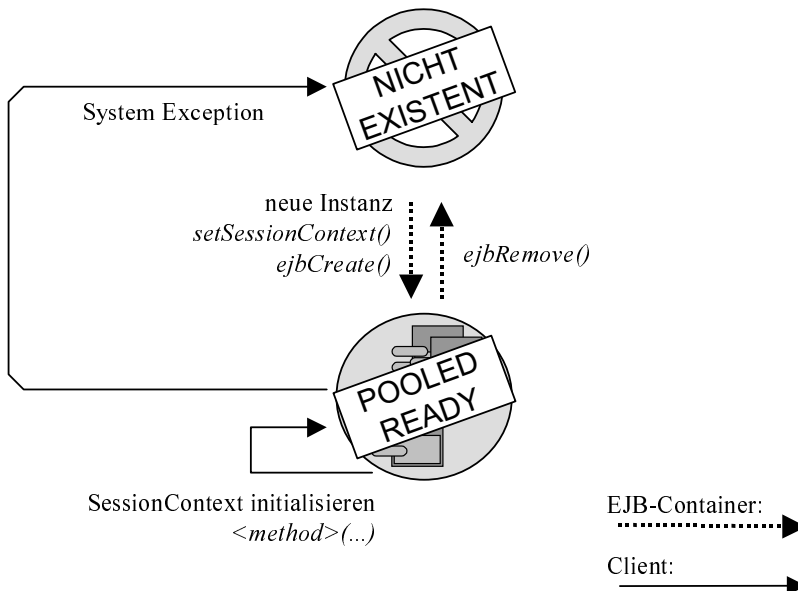 NICHT
EXISTENT
System Exception
neue Instanz
setSessionContext()
ejbCreate()
ejbRemove()
POOLED
READY
SessionContext initialisieren
<method>(...)
EJB-Container:
Client: